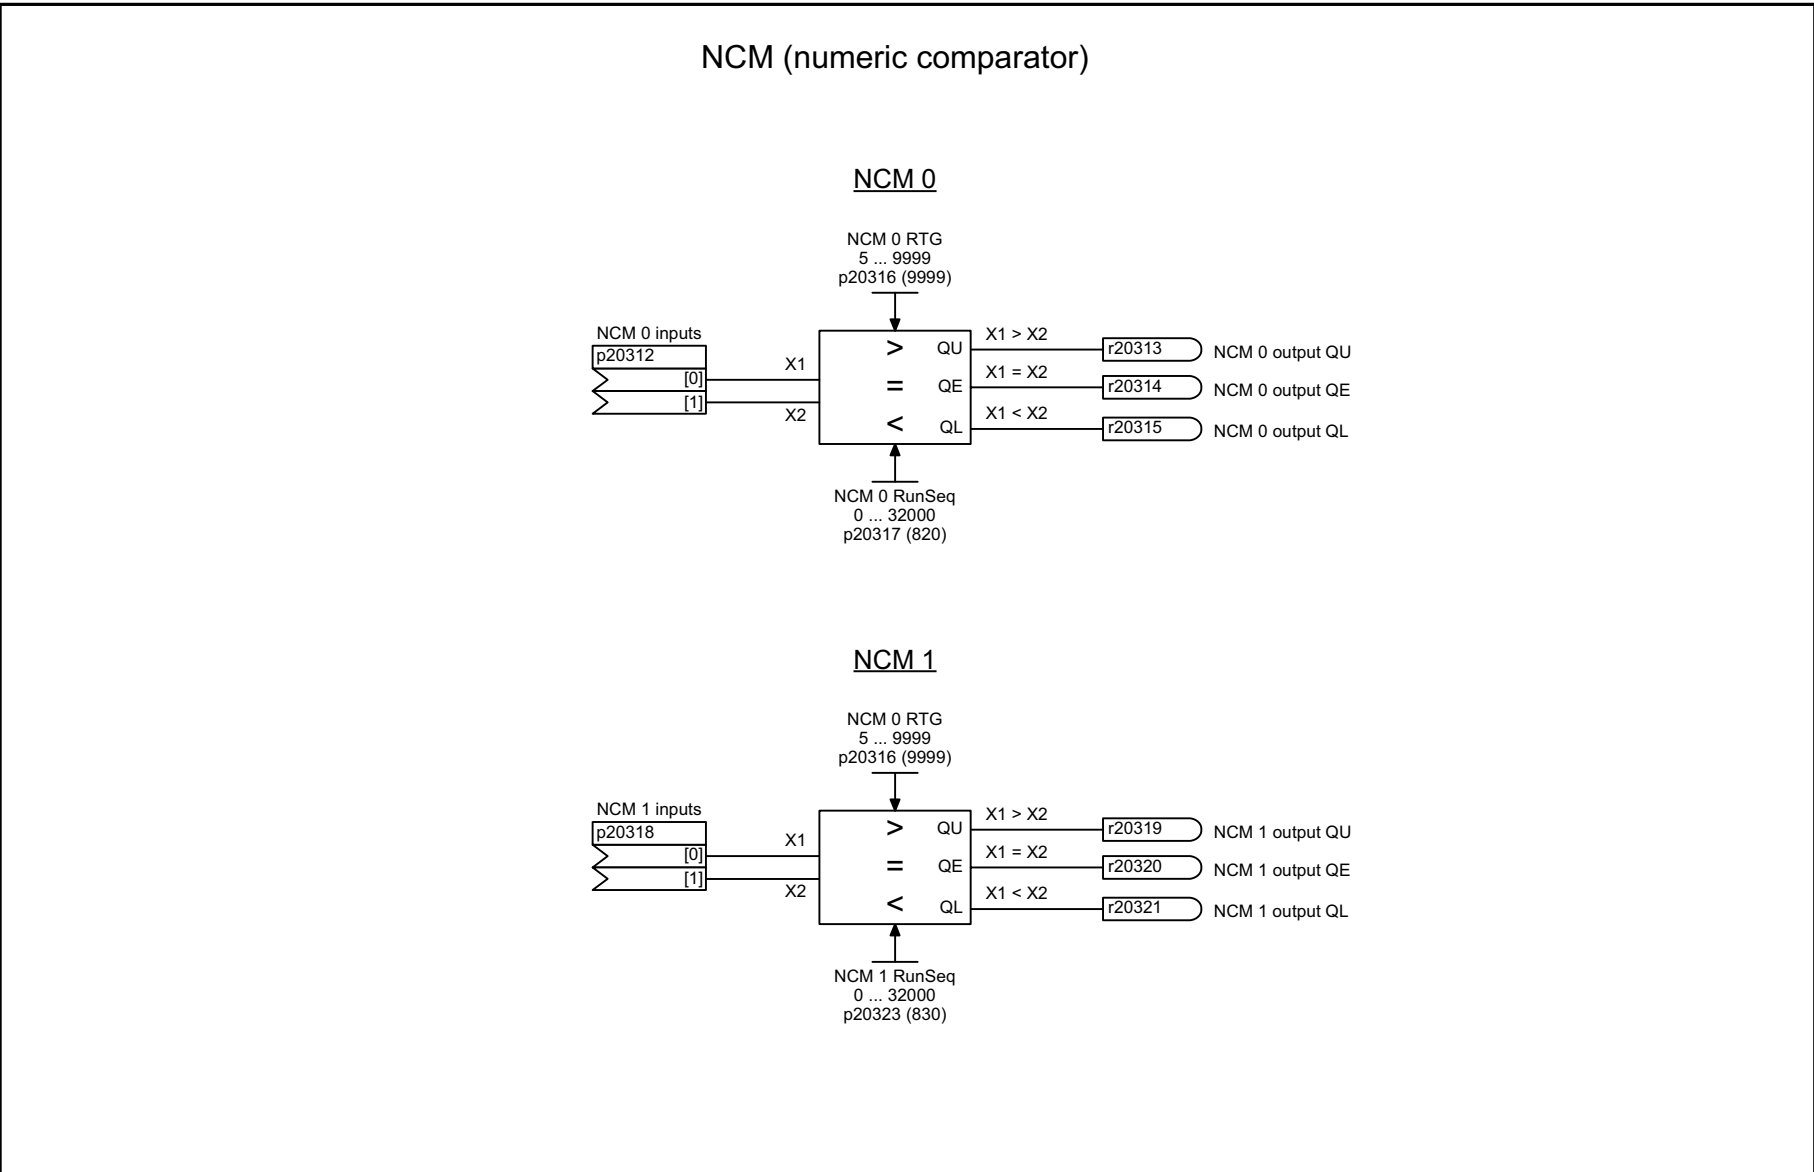 NCM (numeric comparator)
NCM 0
NCM 0 RTG
5 ... 9999
p20316 (9999)
NCM 0 inputs
p20312
[0]
[1]
X1
X2
>
=
<
QU
QE
QL
X1 > X2
X1 = X2
X1 < X2
r20313
r20314
r20315
NCM 0 output QU
NCM 0 output QE
NCM 0 output QL
NCM 0 RunSeq
0 ... 32000
p20317 (820)
NCM 1
NCM 0 RTG
5 ... 9999
p20316 (9999)
NCM 1 inputs
p20318
[0]
[1]
X1
X2
>
=
<
QU
QE
QL
X1 > X2
X1 = X2
X1 < X2
r20319
r20320
r20321
NCM 1 output QU
NCM 1 output QE
NCM 1 output QL
NCM 1 RunSeq
0 ... 32000
p20323 (830)